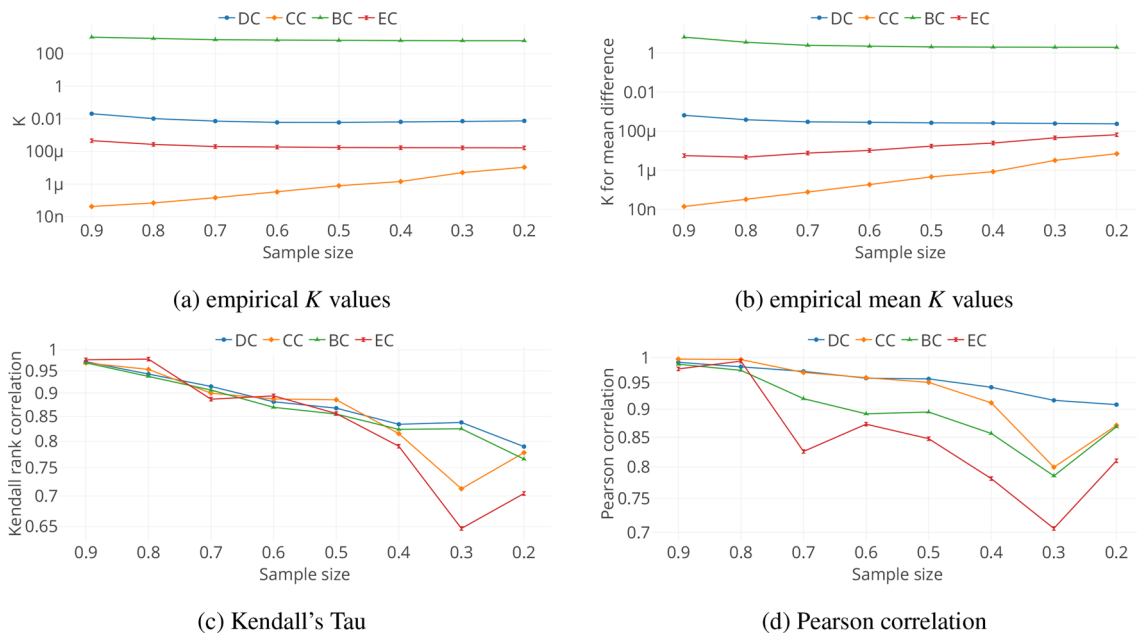 DC CC BC EC
K
100
1
0.01
100μ
1μ
10n
0.9 0.8 0.7 0.6 0.5 0.4 0.3 0.2
Sample size
(a) empirical K values
DC CC BC EC
K for mean difference
1
0.01
100μ
1μ
10n
0.9 0.8 0.7 0.6 0.5 0.4 0.3 0.2
Sample size
(b) empirical mean K values
DC CC BC EC
Kendall rank correlation
1
0.95
0.9
0.85
0.8
0.75
0.7
0.65
0.9 0.8 0.7 0.6 0.5 0.4 0.3 0.2
Sample size
(c) Kendall's Tau
DC CC BC EC
Pearson correlation
1
0.95
0.9
0.85
0.8
0.75
0.7
0.9 0.8 0.7 0.6 0.5 0.4 0.3 0.2
Sample size
(d) Pearson correlation